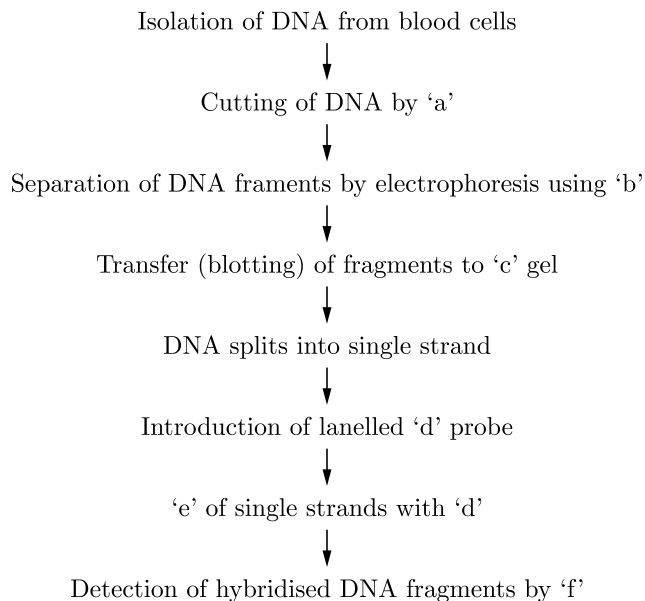 Isolation of DNA from blood cells
Cutting of DNA by ‘a’
Separation of DNA framents by electrophoresis using ‘b’
Transfer (blotting) of fragments to ‘c’ gel
DNA splits into single strand
Introduction of lanelled ‘d’ probe
‘e’ of single strands with ‘d’
Detection of hybridised DNA fragments by ‘f’